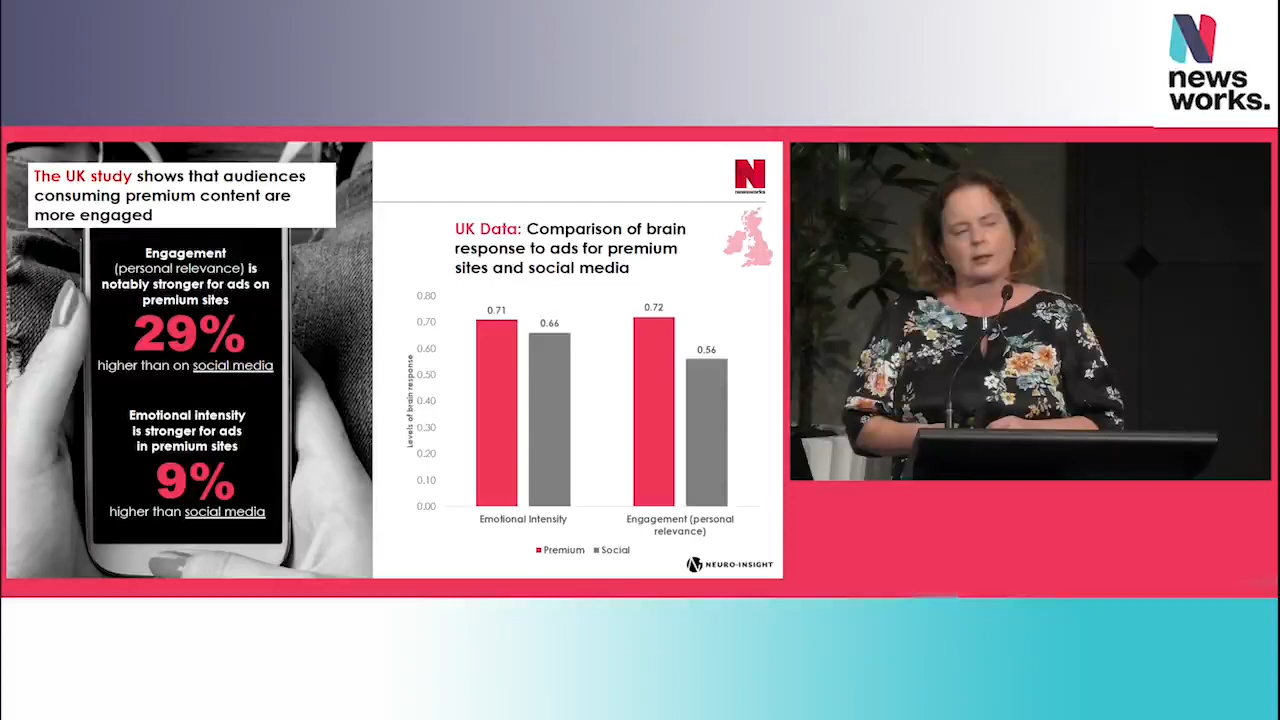 news
works.
The UK study shows that audiences
consuming premium content are
more engaged
Engagement
(personal relevance) is
notably stronger for ads on
premium sites
29%
higher than on social media
Emotional intensity
is stronger for ads
in premium sites
9%
higher than social media
N
newsworks
UK Data: Comparison of brain
response to ads for premium
sites and social media
Levels of brain response
0.80
0.70
0.60
0.50
0.40
0.30
0.20
0.10
0.00
0.71
0.66
0.72
0.56
Emotional Intensity
Engagement (personal
relevance)
Premium
Social
NEURO-INSIGHT